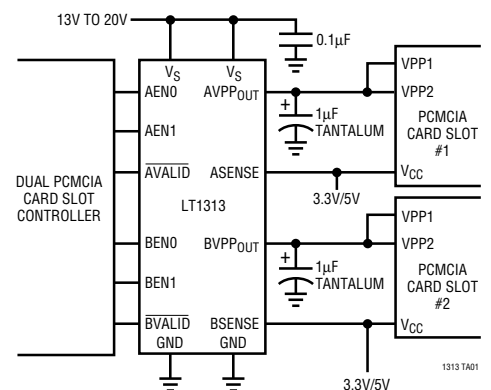 13V TO 20V
0.1µF
VS VS
AEN0 AVPPOUT
VPP1
VPP2
AEN1
+ 1µF
TANTALUM
PCMCIA
CARD SLOT
#1
AVALID ASENSE
VCC
3.3V/5V
DUAL PCMCIA
CARD SLOT
CONTROLLER
LT1313
BEN0 BVPPOUT
VPP1
VPP2
BEN1
+ 1µF
TANTALUM
PCMCIA
CARD SLOT
#2
BVALID BSENSE
VCC
GND GND
3.3V/5V
1313 TA01